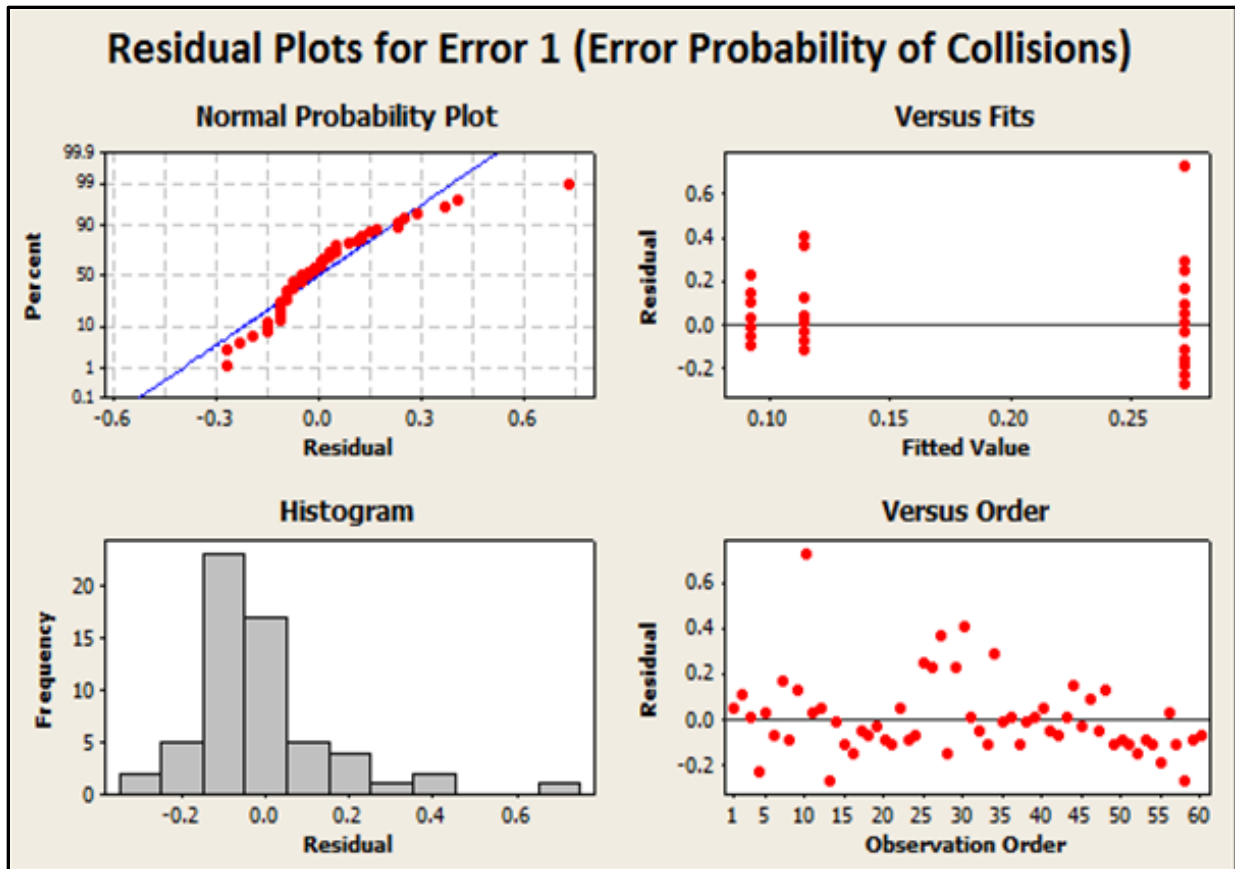 Residual Plots for Error 1 (Error Probability of Collisions)
Normal Probability Plot
99.9
99
90
50
10
1
0.1
Percent
-0.6 -0.3 0.0 0.3 0.6
Residual
Versus Fits
0.6
0.4
0.2
0.0
-0.2
Residual
0.10 0.15 0.20 0.25
Fitted Value
Histogram
20
15
10
5
0
Frequency
-0.2 0.0 0.2 0.4 0.6
Residual
Versus Order
0.6
0.4
0.2
0.0
-0.2
Residual
1 5 10 15 20 25 30 35 40 45 50 55 60
Observation Order